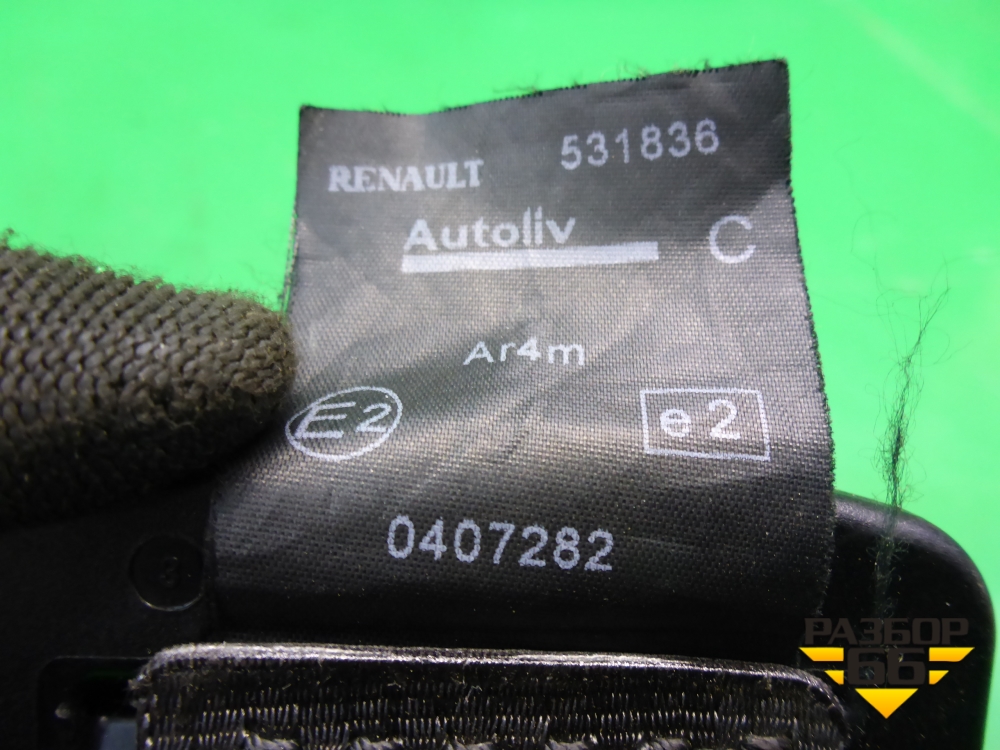 RENAULT 531836
Autoliv C
Ar4m
E2 e2
0407282
РАЗБОР
66